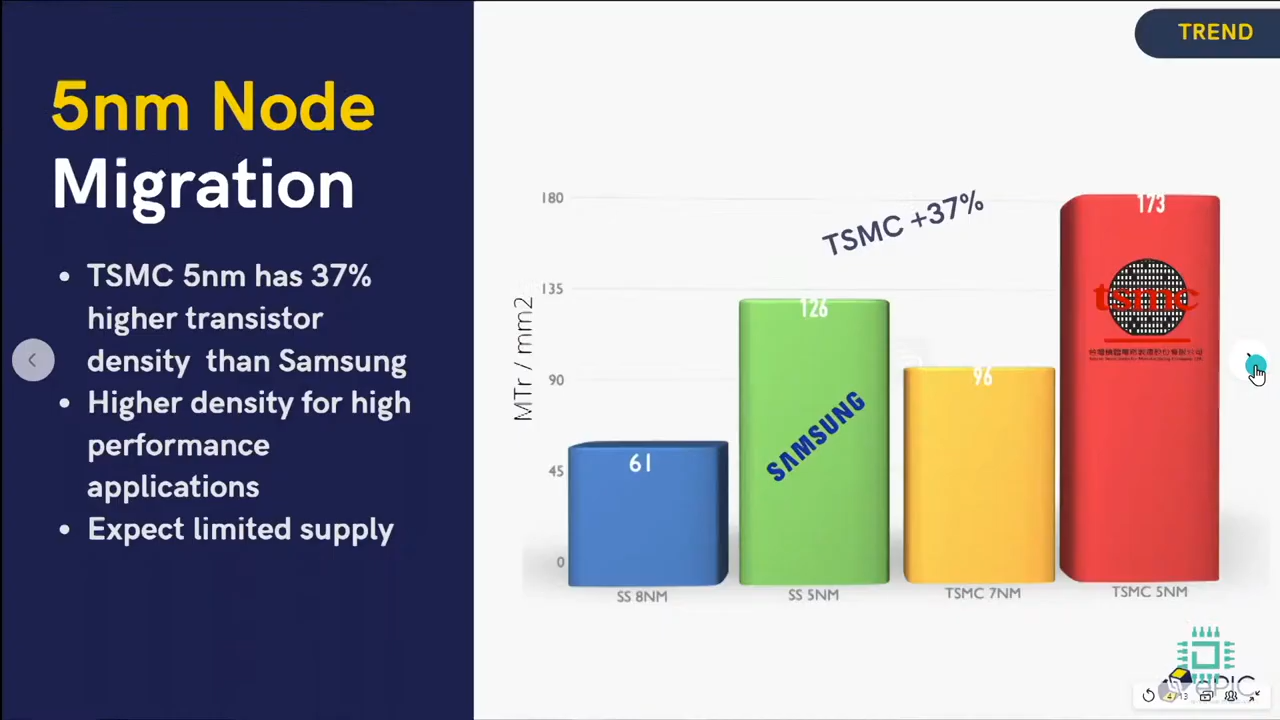 TREND
5nm Node
Migration
• TSMC 5nm has 37%
higher transistor
density than Samsung
• Higher density for high
performance
applications
• Expect limited supply
TSMC +37%
MTr / mm2
180
135
90
45
0
61
126
96
173
SAMSUNG
tsmc
SS 8NM
SS 5NM
TSMC 7NM
TSMC 5NM